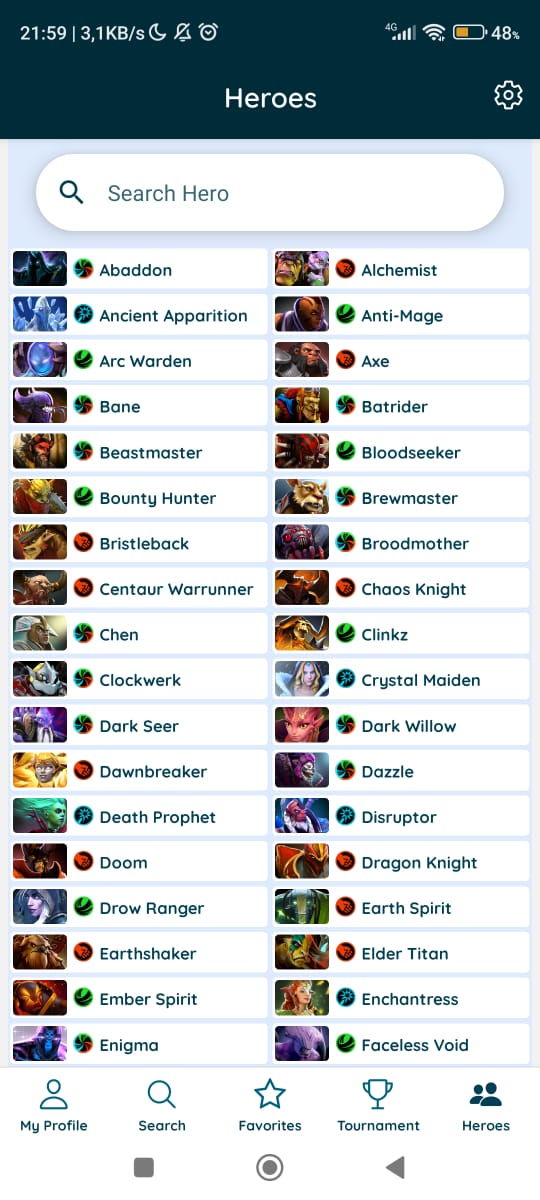 21:59 | 3,1KB/s
4G
48%
Heroes
Search Hero
Abaddon
Alchemist
Ancient Apparition
Anti-Mage
Arc Warden
Axe
Bane
Batrider
Beastmaster
Bloodseeker
Bounty Hunter
Brewmaster
Bristleback
Broodmother
Centaur Warrunner
Chaos Knight
Chen
Clinkz
Clockwerk
Crystal Maiden
Dark Seer
Dark Willow
Dawnbreaker
Dazzle
Death Prophet
Disruptor
Doom
Dragon Knight
Drow Ranger
Earth Spirit
Earthshaker
Elder Titan
Ember Spirit
Enchantress
Enigma
Faceless Void
My Profile
Search
Favorites
Tournament
Heroes